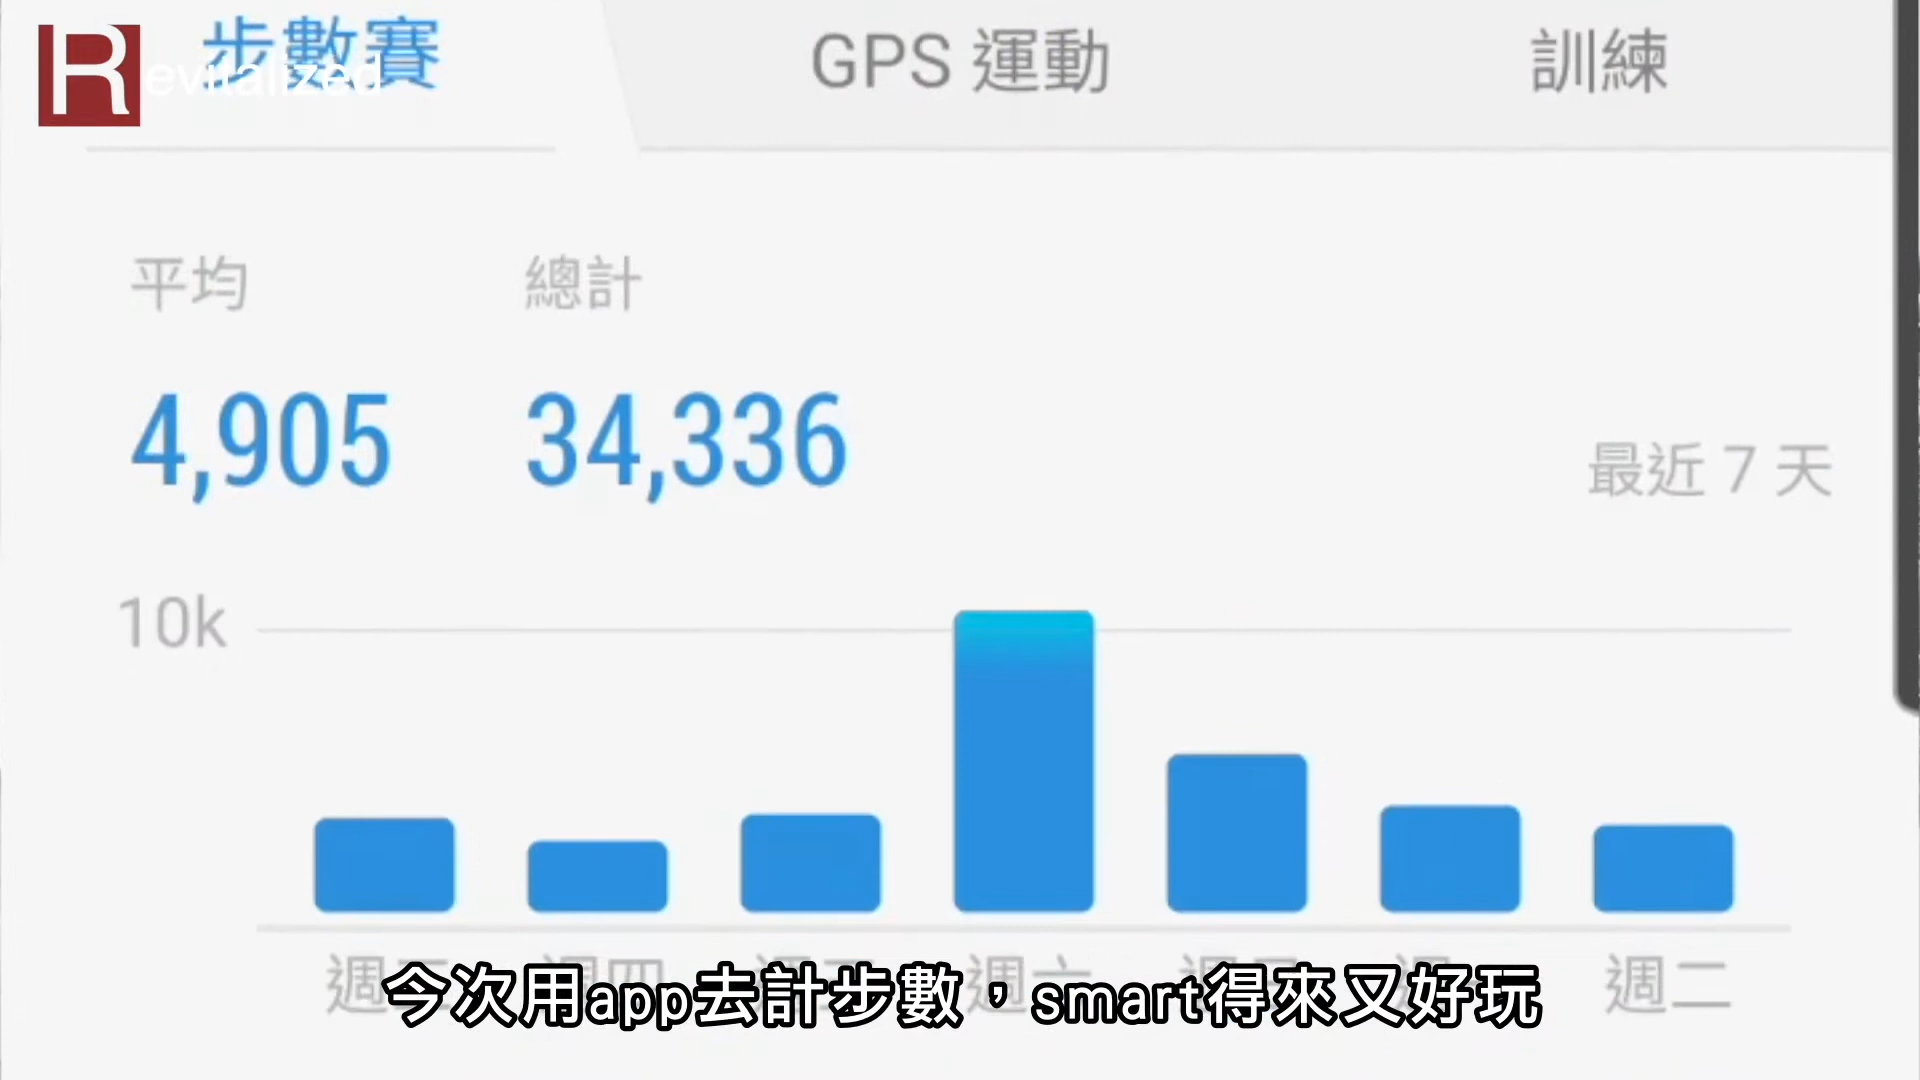 步數賽
GPS 運動
訓練
Revitalized
平均
總計
4,905
34,336
最近 7 天
10k
週六
週二
今次用app去計步數，smart得來又好玩